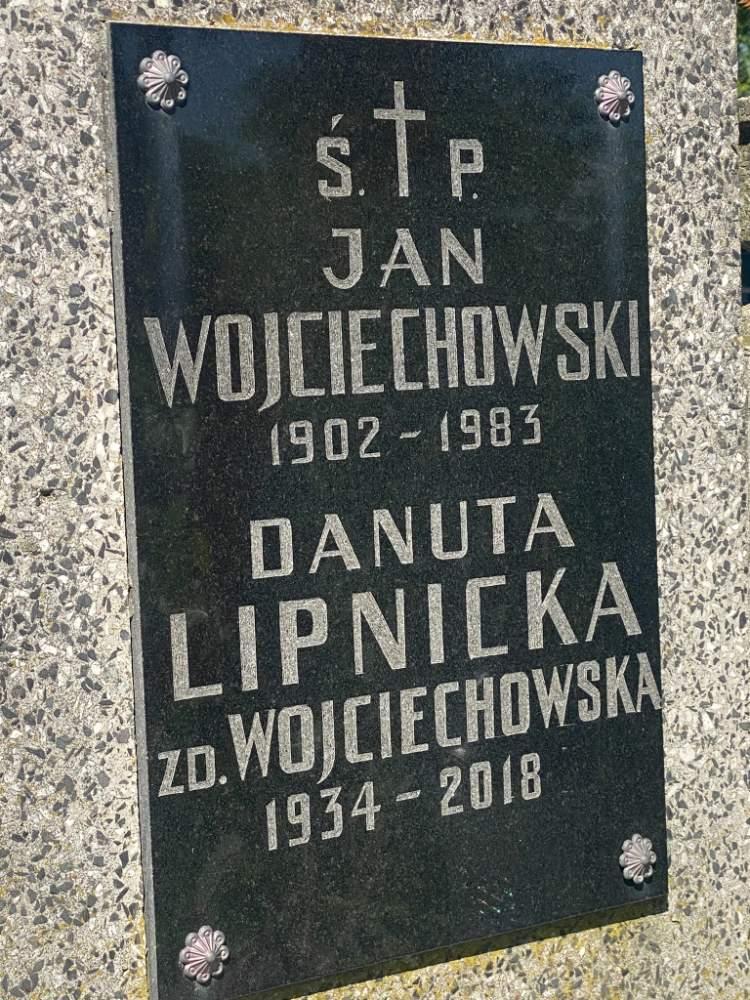 Ś. P.
JAN
WOJCIECHOWSKI
1902 - 1983
DANUTA
LIPNICKA
ZD. WOJCIECHOWSKA
1934 - 2018